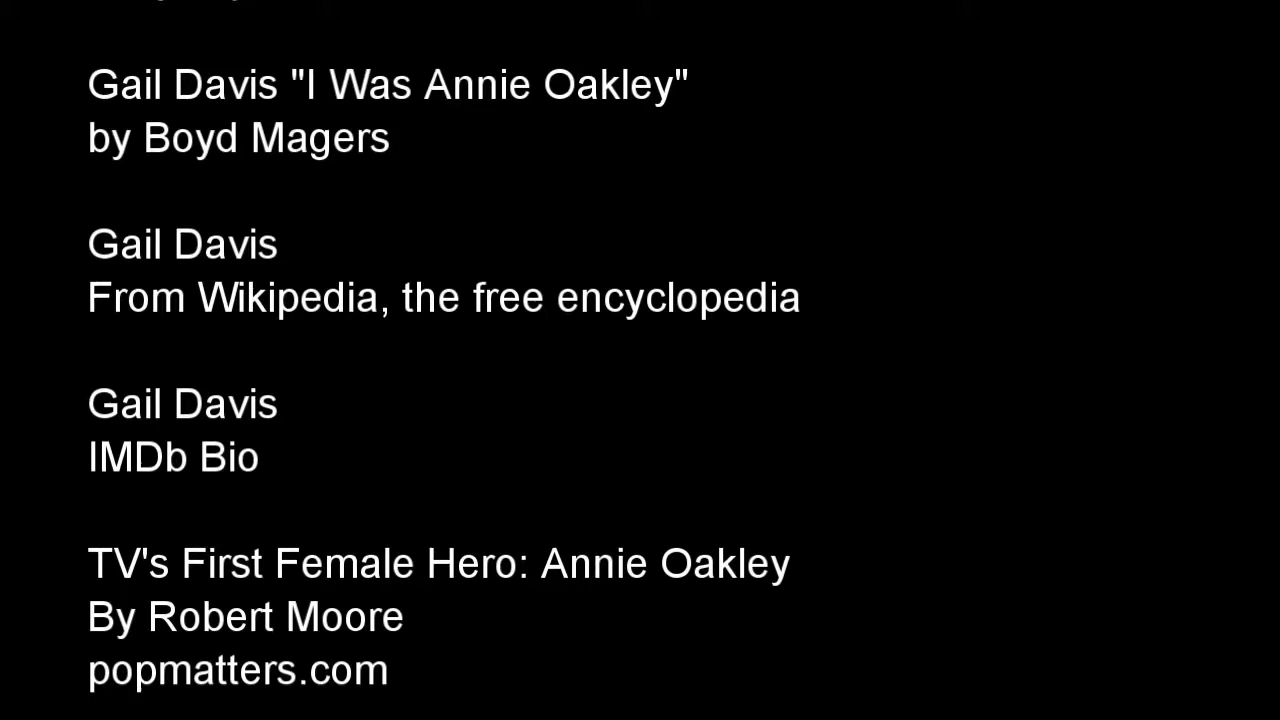 Gail Davis "I Was Annie Oakley"
by Boyd Magers
Gail Davis
From Wikipedia, the free encyclopedia
Gail Davis
IMDb Bio
TV's First Female Hero: Annie Oakley
By Robert Moore
popmatters.com